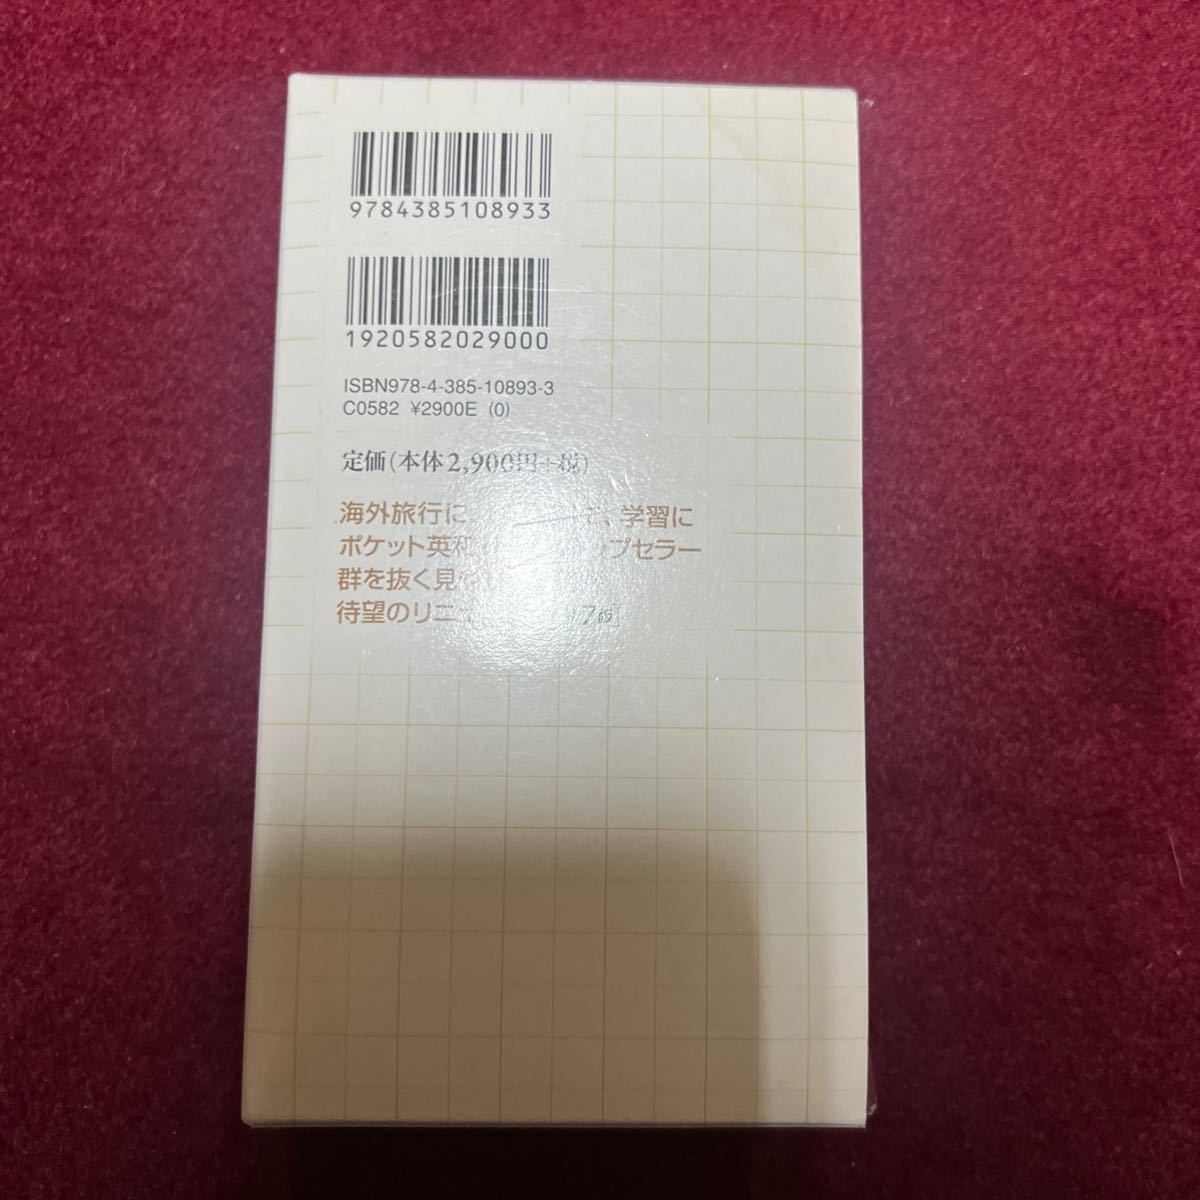 9784385108933
1920582029000
ISBN978-4-385-10893-3
C0582 ¥2900E (0)
定価(本体2,900円+税)
海外旅行に 、学習に
ポケット英和 プセラー
群を抜く見
待望のリニ 7版]